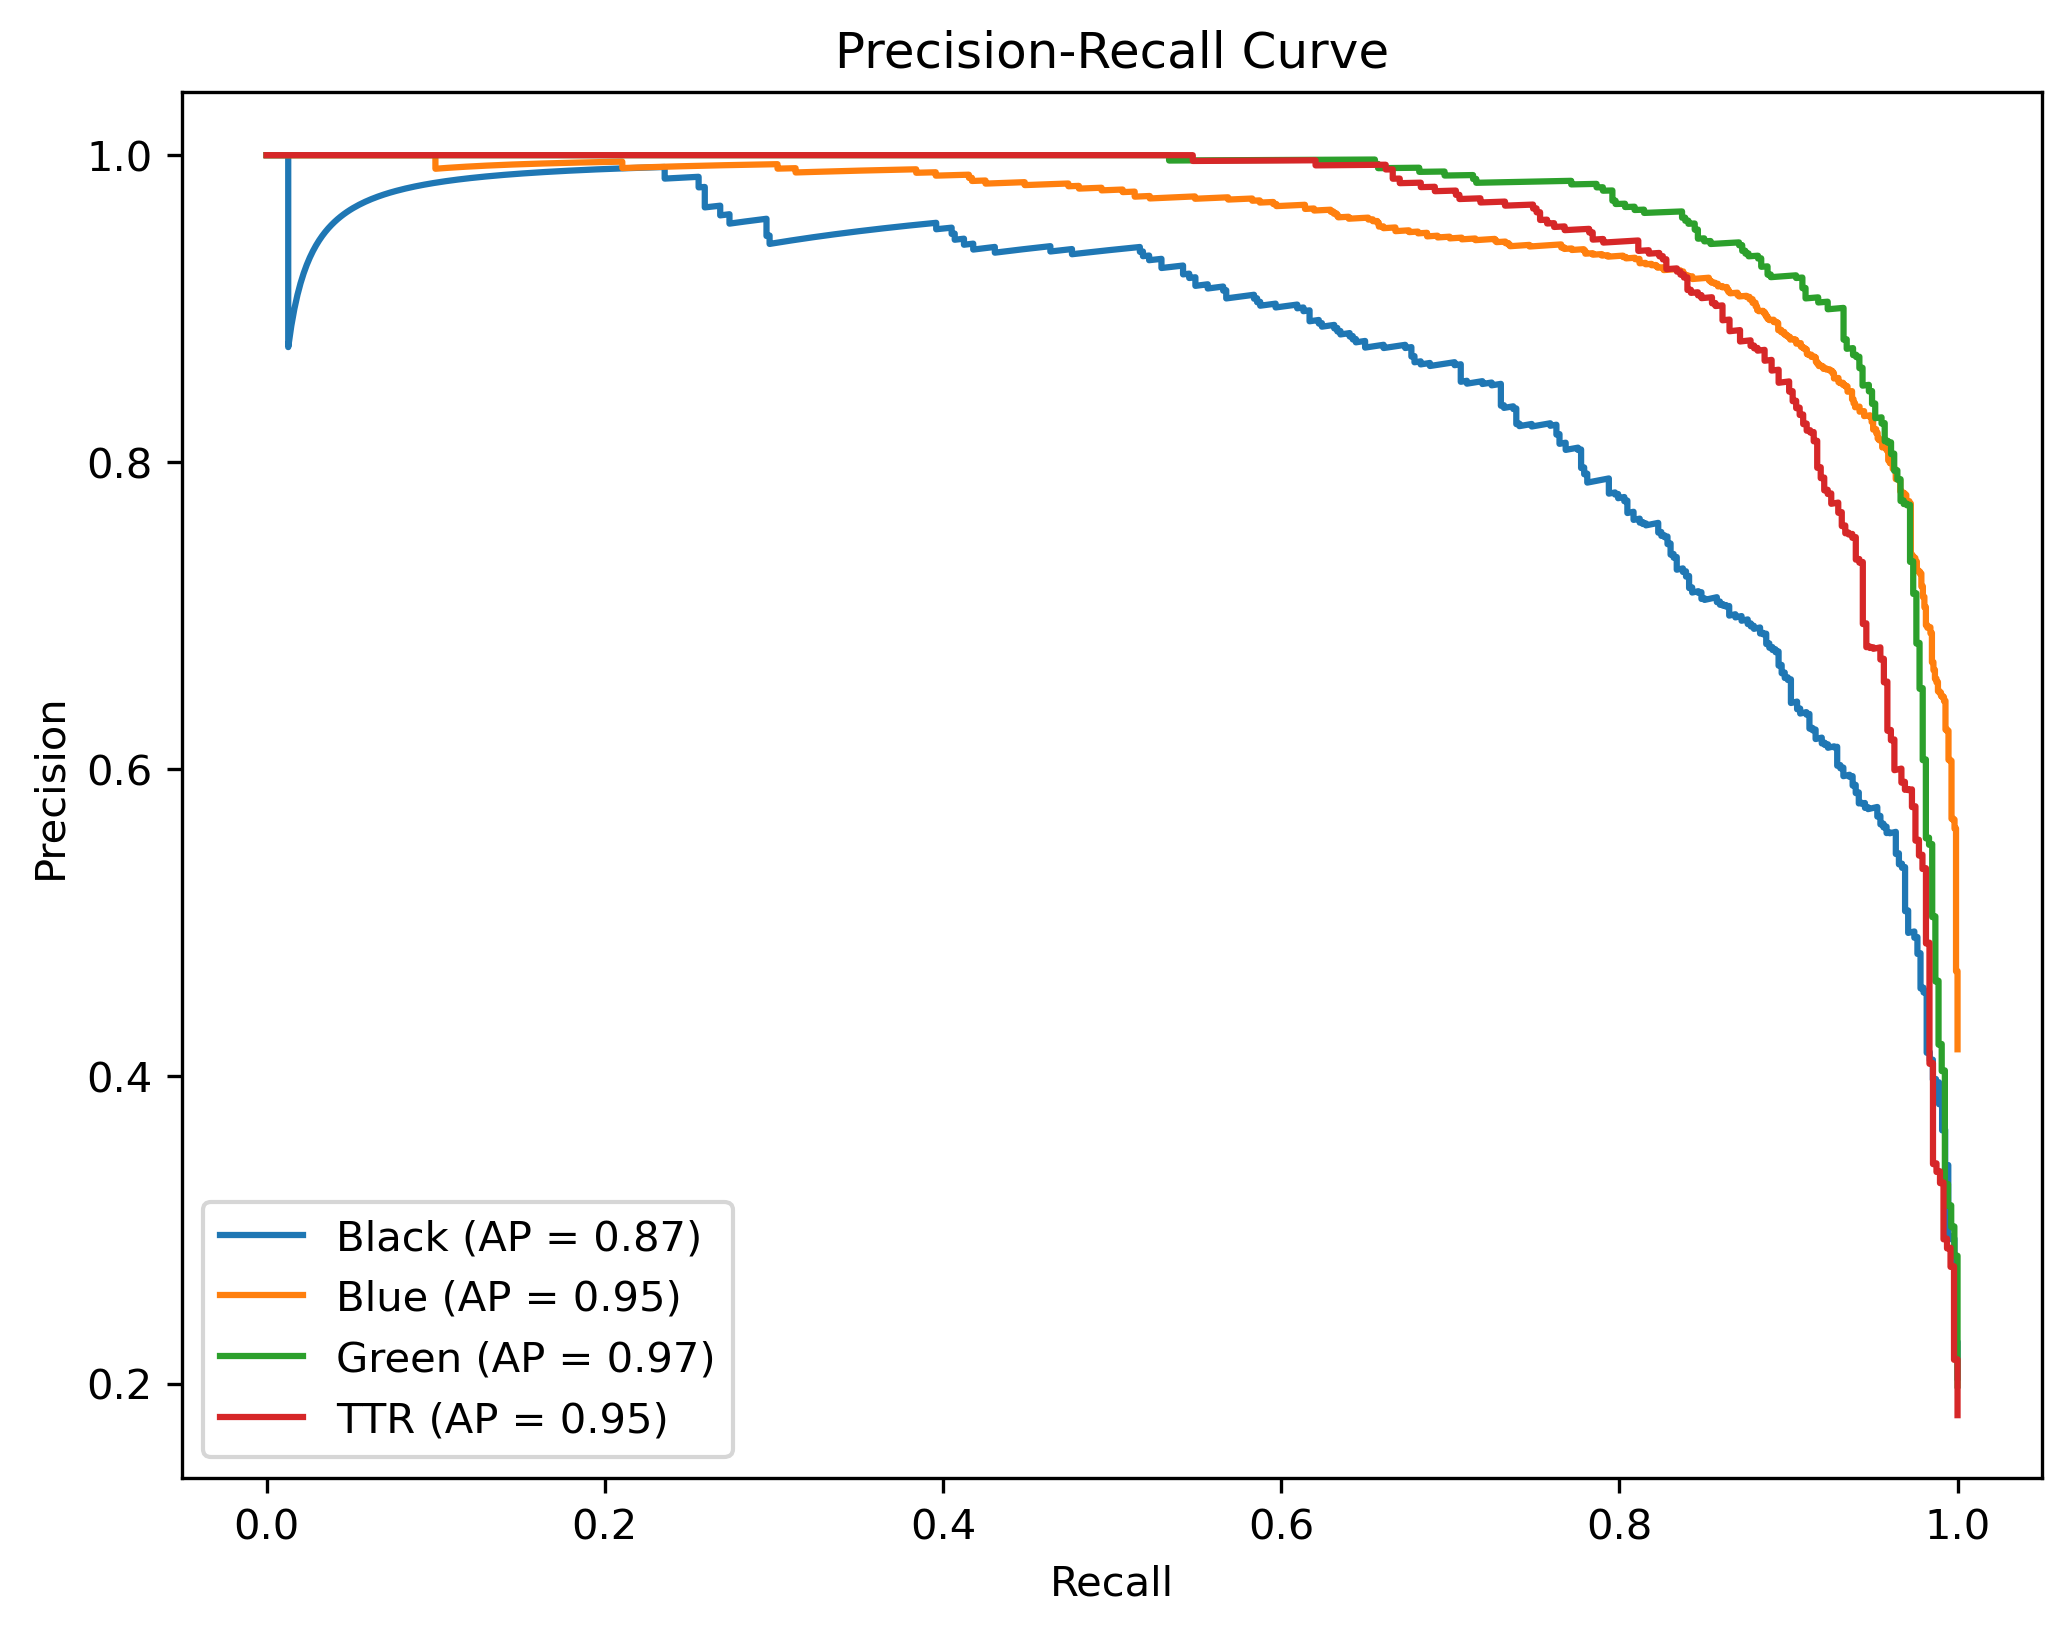 Precision-Recall Curve
1.0
0.8
0.6
0.4
0.2
Precision
Black (AP = 0.87)
Blue (AP = 0.95)
Green (AP = 0.97)
TTR (AP = 0.95)
0.0 0.2 0.4 0.6 0.8 1.0
Recall